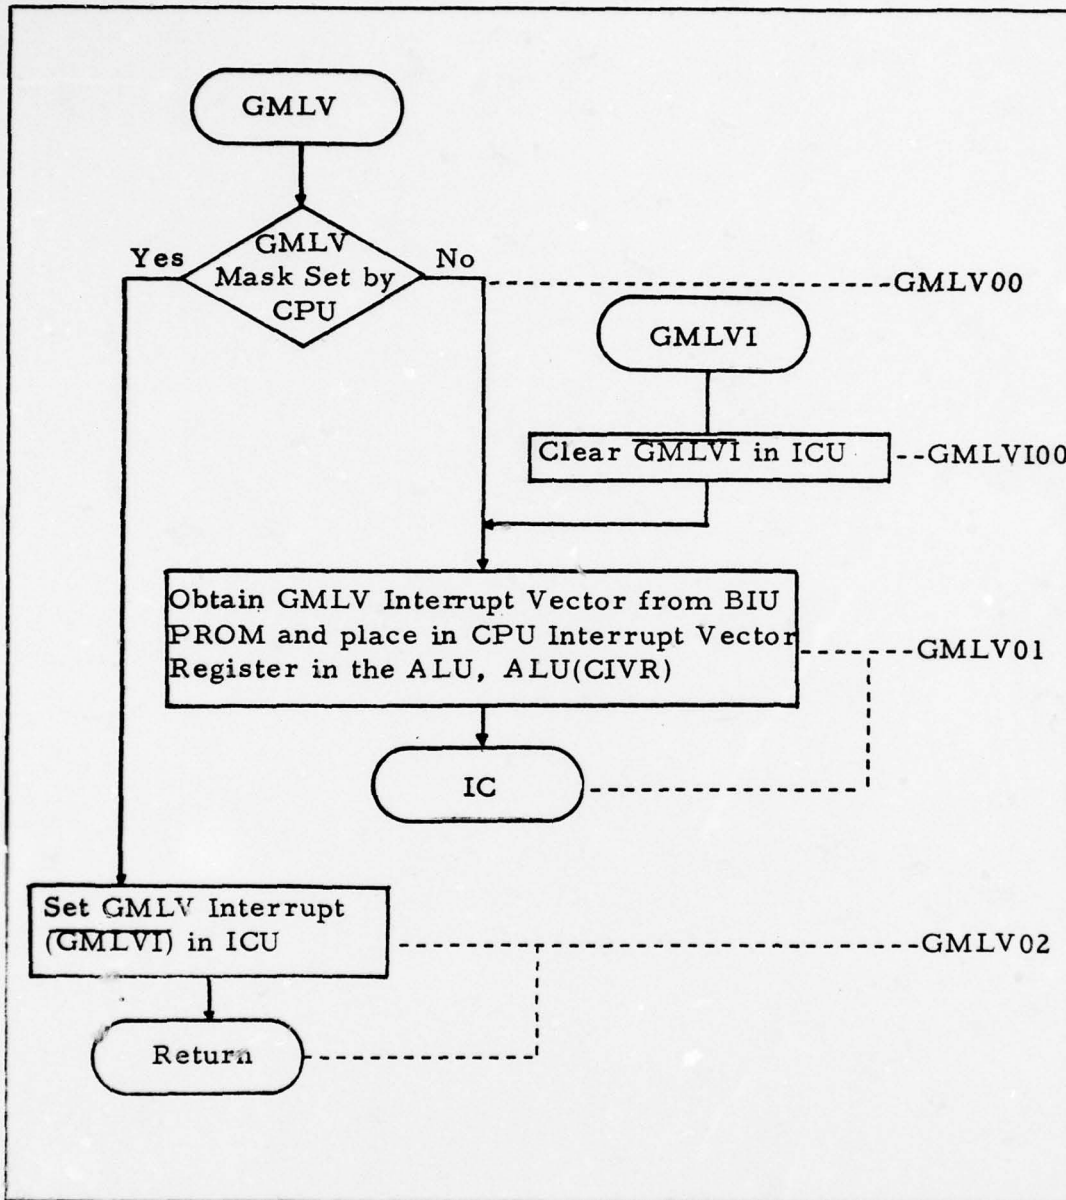 GMLV
GMLV
Mask Set by
CPU
Yes
No
GMLV00
GMLVI
Clear G̅M̅L̅V̅I̅ in ICU
--GMLVI00
Obtain GMLV Interrupt Vector from BIU
PROM and place in CPU Interrupt Vector
Register in the ALU, ALU(CIVR)
GMLV01
IC
Set GMLV Interrupt
(G̅M̅L̅V̅I̅) in ICU
GMLV02
Return